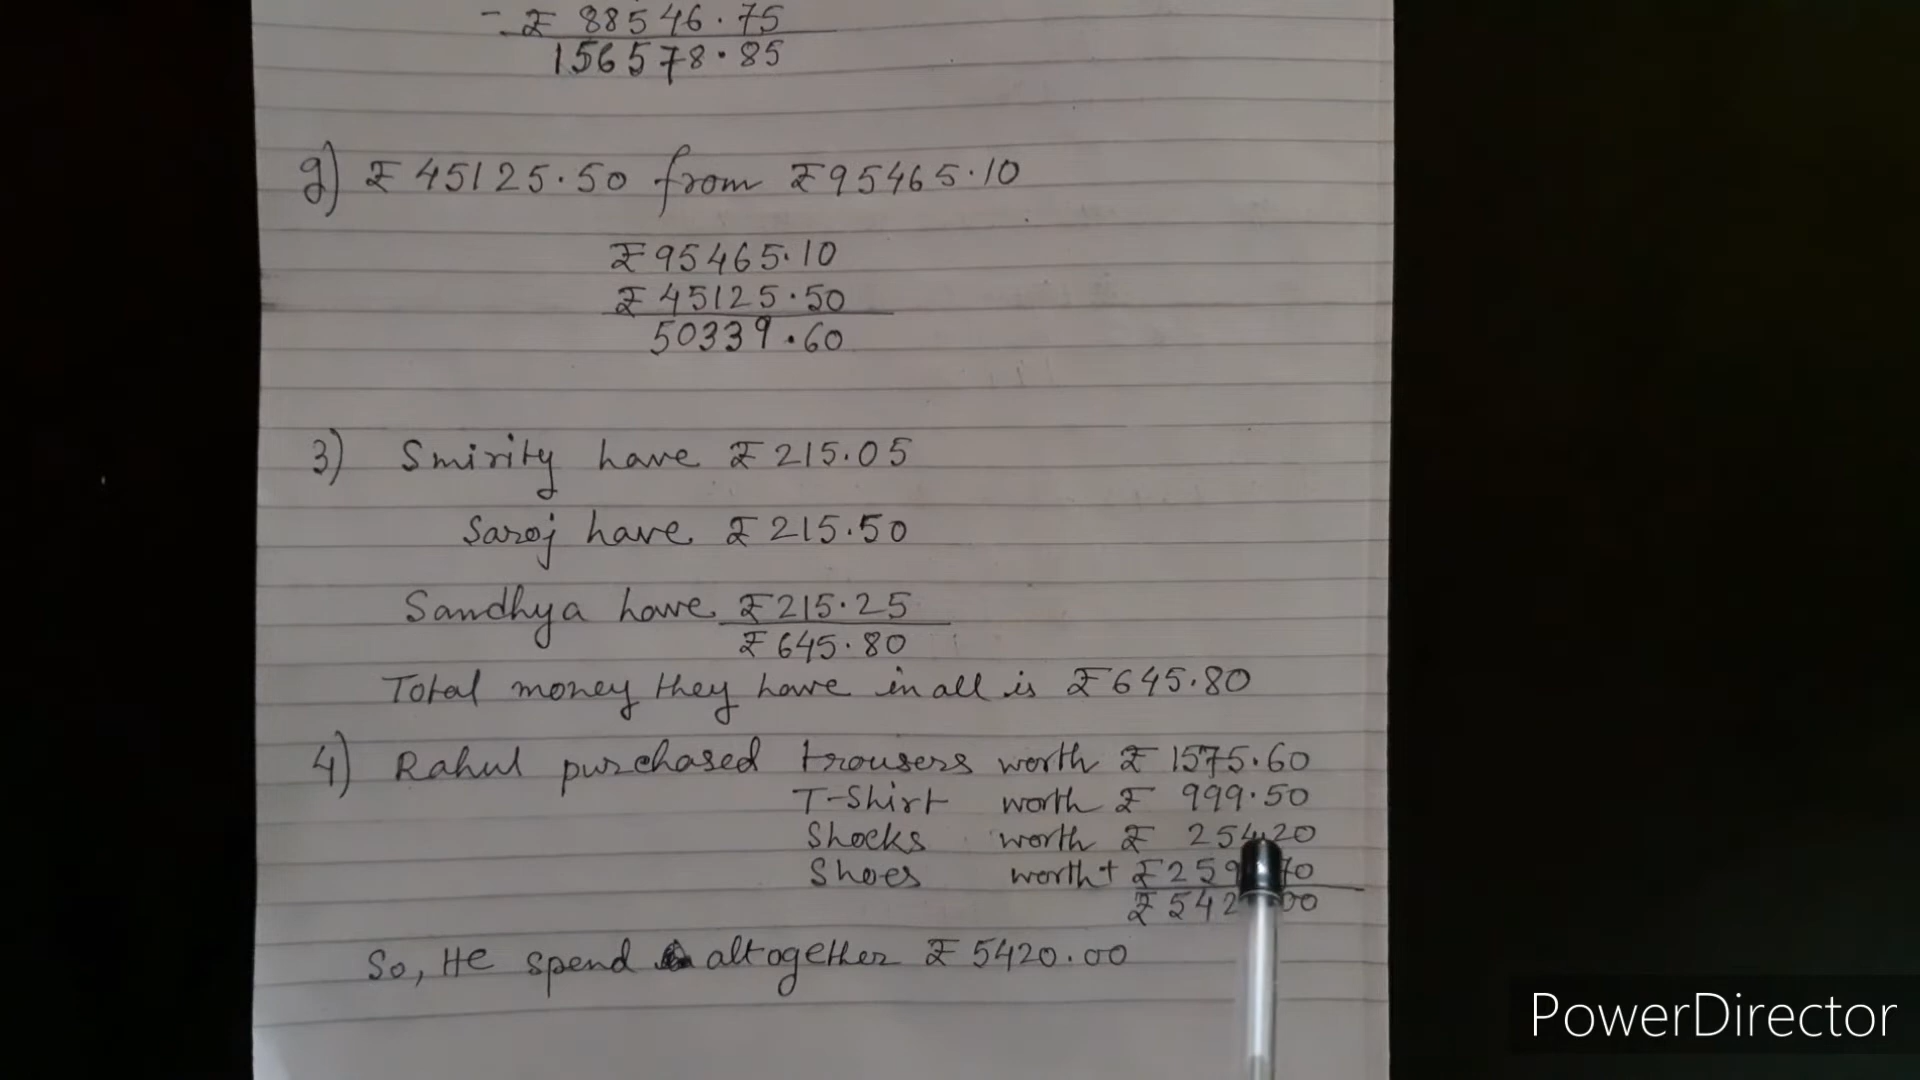 - ₹ 88546.75
156578.85
g) ₹ 45125.50 from ₹95465.10
₹95465.10
₹ 45125.50
50339.60
3) Smirity have ₹ 215.05
Saroj have ₹ 215.50
Sandhya have ₹215.25
₹ 645.80
Total money they have in all is ₹645.80
4) Rahul purchased trousers worth ₹ 1575.60
T-Shirt worth ₹ 999.50
Shocks worth ₹ 254.20
Shoes worth + ₹
₹
So, He spend altogether ₹ 5420.00
PowerDirector